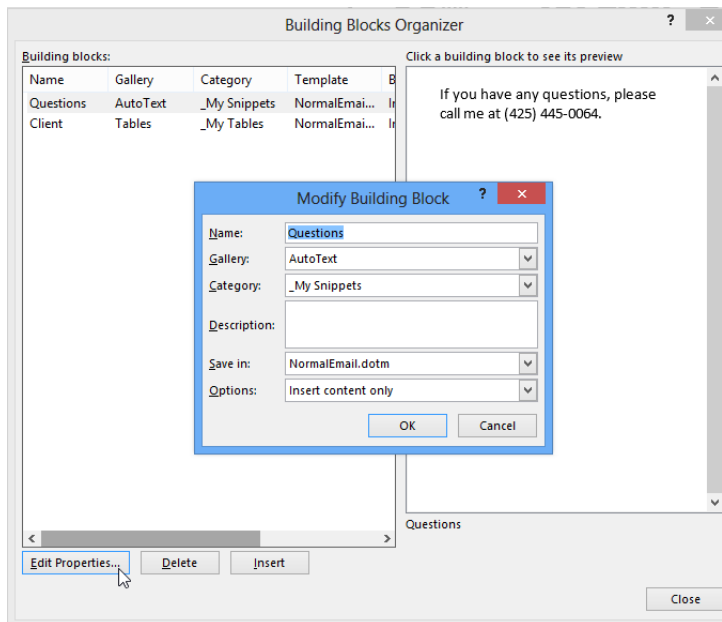 Building Blocks Organizer ?
Building blocks:
Name Gallery Category Template B
Questions AutoText _My Snippets NormalEmai... In
Client Tables _My Tables NormalEmai... In
Click a building block to see its preview
If you have any questions, please
call me at (425) 445-0064.
Modify Building Block ?
Name: Questions
Gallery: AutoText
Category: _My Snippets
Description:
Save in: NormalEmail.dotm
Options: Insert content only
OK Cancel
Questions
Edit Properties... Delete Insert
Close